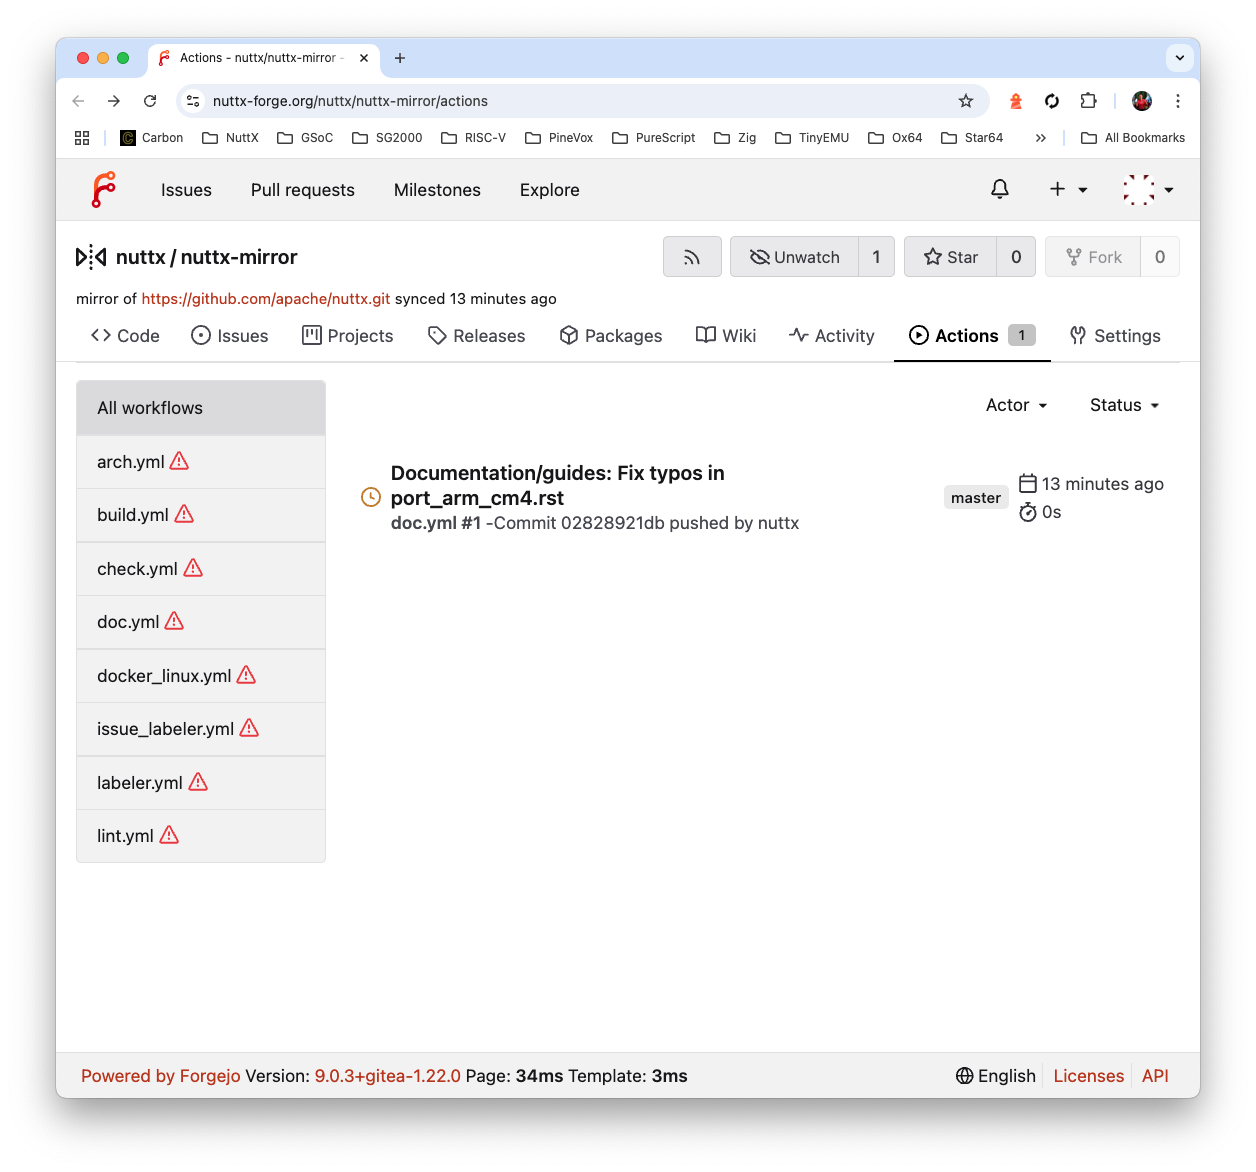 Actions - nuttx/nuttx-mirror -
nuttx-forge.org/nuttx/nuttx-mirror/actions
Carbon NuttX GSoC SG2000 RISC-V PineVox PureScript Zig TinyEMU Ox64 Star64 All Bookmarks
Issues Pull requests Milestones Explore
nuttx / nuttx-mirror Unwatch 1 Star 0 Fork 0
mirror of https://github.com/apache/nuttx.git synced 13 minutes ago
Code Issues Projects Releases Packages Wiki Activity Actions 1 Settings
All workflows
arch.yml
build.yml
check.yml
doc.yml
docker_linux.yml
issue_labeler.yml
labeler.yml
lint.yml
Actor Status
Documentation/guides: Fix typos in
port_arm_cm4.rst
doc.yml #1 -Commit 02828921db pushed by nuttx
master
13 minutes ago
0s
Powered by Forgejo Version: 9.0.3+gitea-1.22.0 Page: 34ms Template: 3ms English Licenses API